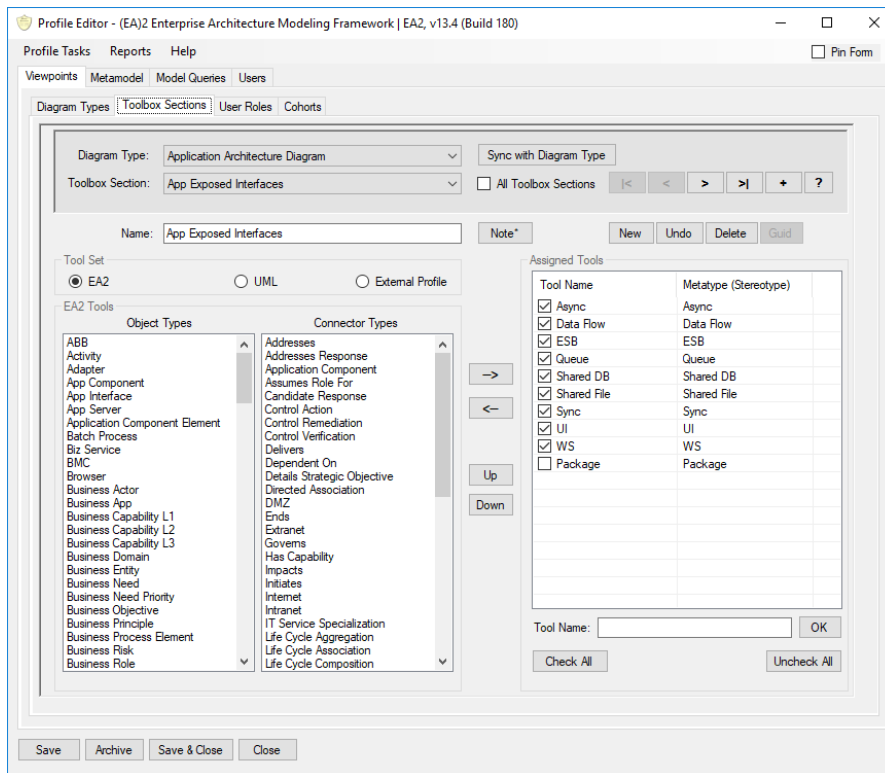 Profile Editor - (EA)2 Enterprise Architecture Modeling Framework | EA2, v13.4 (Build 180)
Profile Tasks Reports Help Pin Form
Viewpoints Metamodel Model Queries Users
Diagram Types Toolbox Sections User Roles Cohorts
Diagram Type: Application Architecture Diagram Sync with Diagram Type
Toolbox Section: App Exposed Interfaces All Toolbox Sections |< < > >| + ?
Name: App Exposed Interfaces Note* New Undo Delete Guid
Tool Set
EA2 UML External Profile
EA2 Tools
Object Types
ABB
Activity
Adapter
App Component
App Interface
App Server
Application Component Element
Batch Process
Biz Service
BMC
Browser
Business Actor
Business App
Business Capability L1
Business Capability L2
Business Capability L3
Business Domain
Business Entity
Business Need
Business Need Priority
Business Objective
Business Principle
Business Process Element
Business Risk
Business Role
Connector Types
Addresses
Addresses Response
Application Component
Assumes Role For
Candidate Response
Control Action
Control Remediation
Control Verification
Delivers
Dependent On
Details Strategic Objective
Directed Association
DMZ
Ends
Extranet
Governs
Has Capability
Impacts
Initiates
Internet
Intranet
IT Service Specialization
Life Cycle Aggregation
Life Cycle Association
Life Cycle Composition
-->
<--
Up
Down
Assigned Tools
Tool Name Metatype (Stereotype)
Async Async
Data Flow Data Flow
ESB ESB
Queue Queue
Shared DB Shared DB
Shared File Shared File
Sync Sync
UI UI
WS WS
Package Package
Tool Name: OK
Check All Uncheck All
Save Archive Save & Close Close